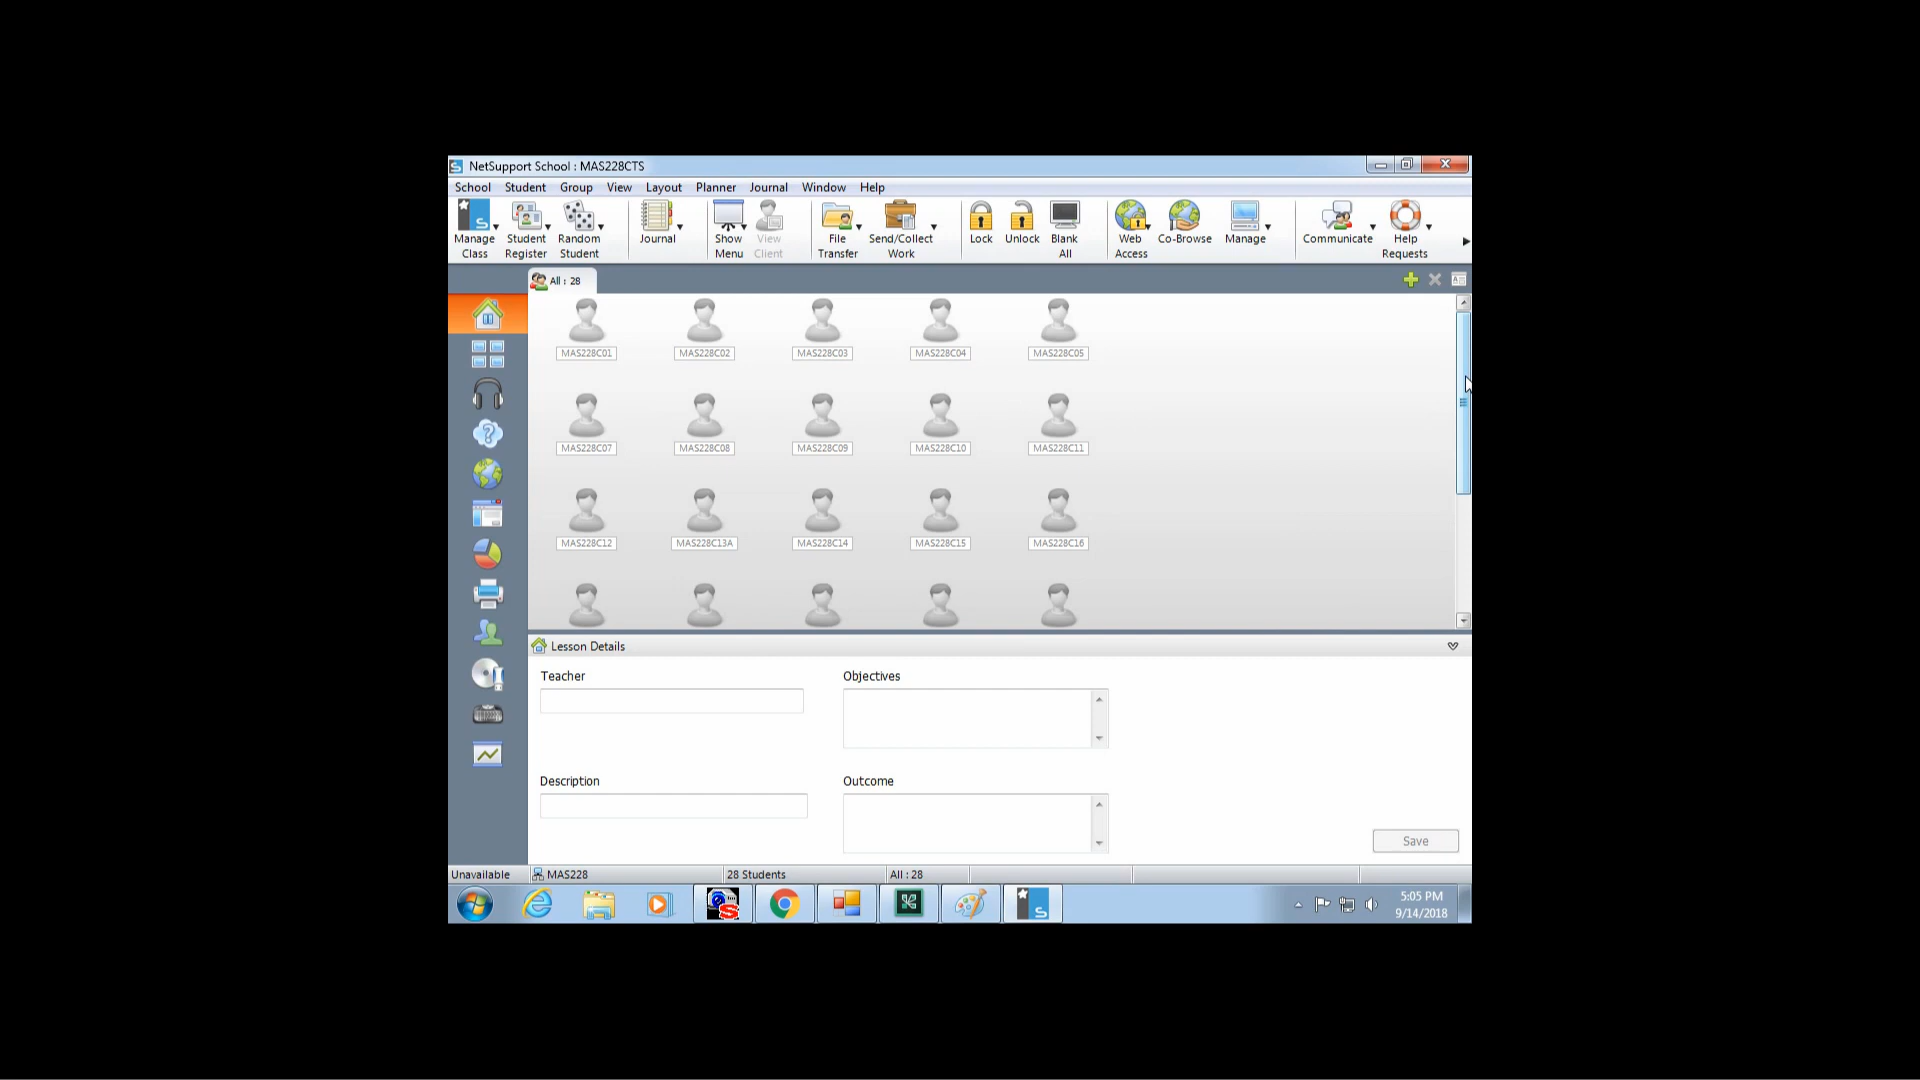 NetSupport School : MAS228CTS
School Student Group View Layout Planner Journal Window Help
Manage Class
Student Register
Random Student
Journal
Show Menu
View Client
File Transfer
Send/Collect Work
Lock
Unlock
Blank All
Web Access
Co-Browse
Manage
Communicate
Help Requests
All : 28
MAS228C01 MAS228C02 MAS228C03 MAS228C04 MAS228C05
MAS228C07 MAS228C08 MAS228C09 MAS228C10 MAS228C11
MAS228C12 MAS228C13A MAS228C14 MAS228C15 MAS228C16
Lesson Details
Teacher
Objectives
Description
Outcome
Save
Unavailable MAS228 28 Students All : 28
5:05 PM
9/14/2018